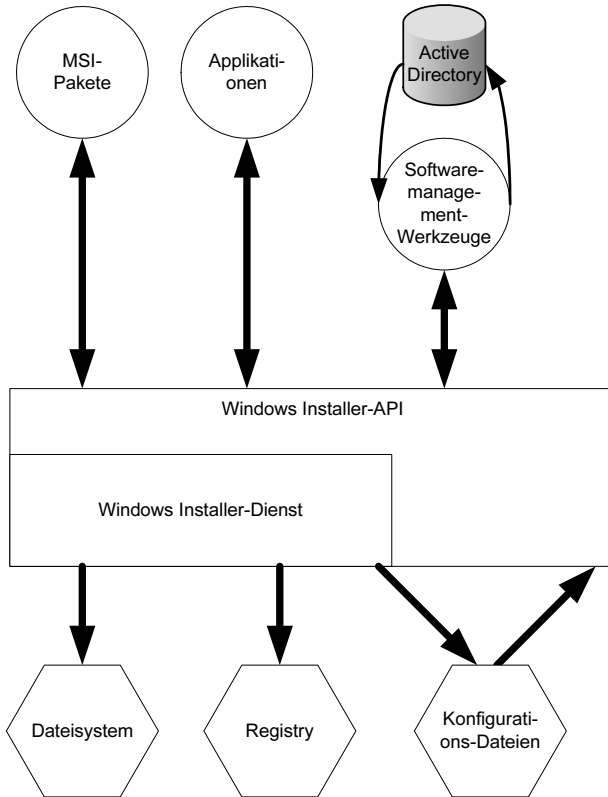 MSI-
Pakete
Applikati-
onen
Active
Directory
Software-
manage-
ment-
Werkzeuge
Windows Installer-API
Windows Installer-Dienst
Dateisystem
Registry
Konfigurati-
ons-Dateien